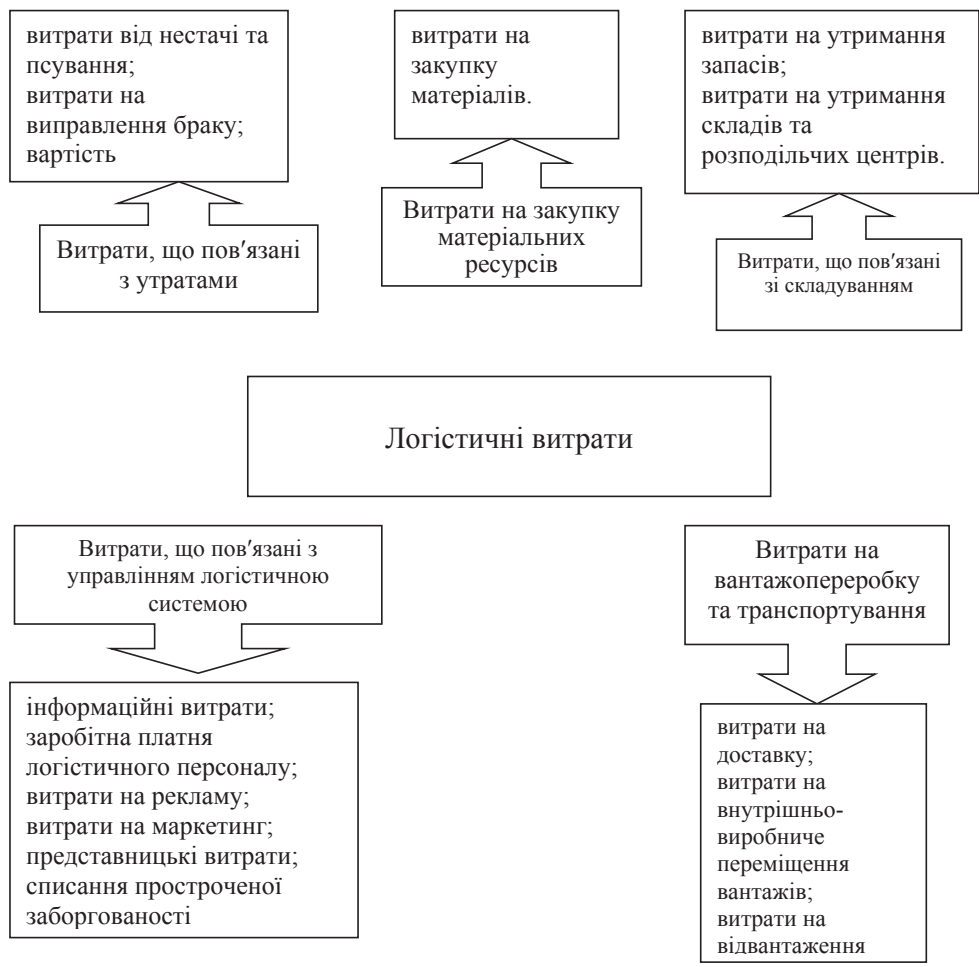 витрати від нестачі та
псування;
витрати на
виправлення браку;
вартість
витрати на
закупку
матеріалів.
витрати на утримання
запасів;
витрати на утримання
складів та
розподільчих центрів.
Витрати, що пов′язані
з утратами
Витрати на закупку
матеріальних
ресурсів
Витрати, що пов′язані
зі складуванням
Логістичні витрати
Витрати, що пов′язані з
управлінням логістичною
системою
Витрати на
вантажопереробку
та транспортування
інформаційні витрати;
заробітна платня
логістичного персоналу;
витрати на рекламу;
витрати на маркетинг;
представницькі витрати;
списання простроченої
заборгованості
витрати на
доставку;
витрати на
внутрішньо-
виробниче
переміщення
вантажів;
витрати на
відвантаження